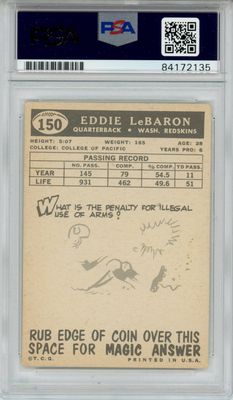 PSA
PSA
84172135
150
EDDIE LeBARON
QUARTERBACK • WASH. REDSKINS
HEIGHT: 5:07 WEIGHT: 165 AGE: 28
COLLEGE: COLLEGE OF PACIFIC YEARS PRO: 6
PASSING RECORD
NO. PASS. COMP. % COMP. TD PASS
YEAR 145 79 54.5 11
LIFE 931 462 49.6 51
WHAT IS THE PENALTY FOR ILLEGAL
USE OF ARMS?
RUB EDGE OF COIN OVER THIS
SPACE FOR MAGIC ANSWER
© T.C.G. PRINTED IN U.S.A.